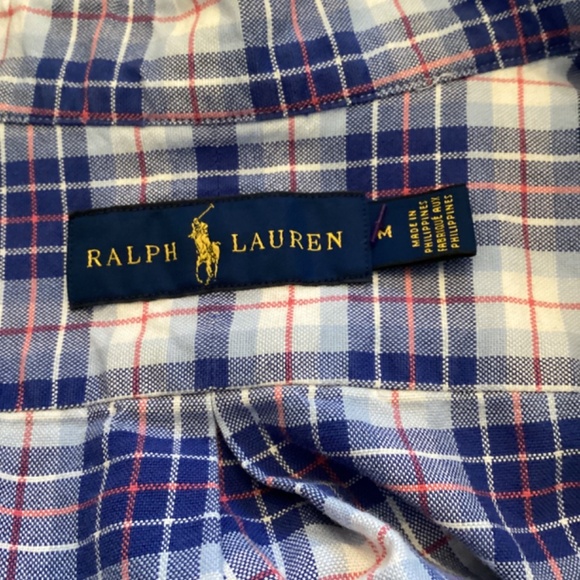 RALPH LAUREN
M
MADE IN
PHILIPPINES
FABRIQUÉ AUX
PHILIPPINES